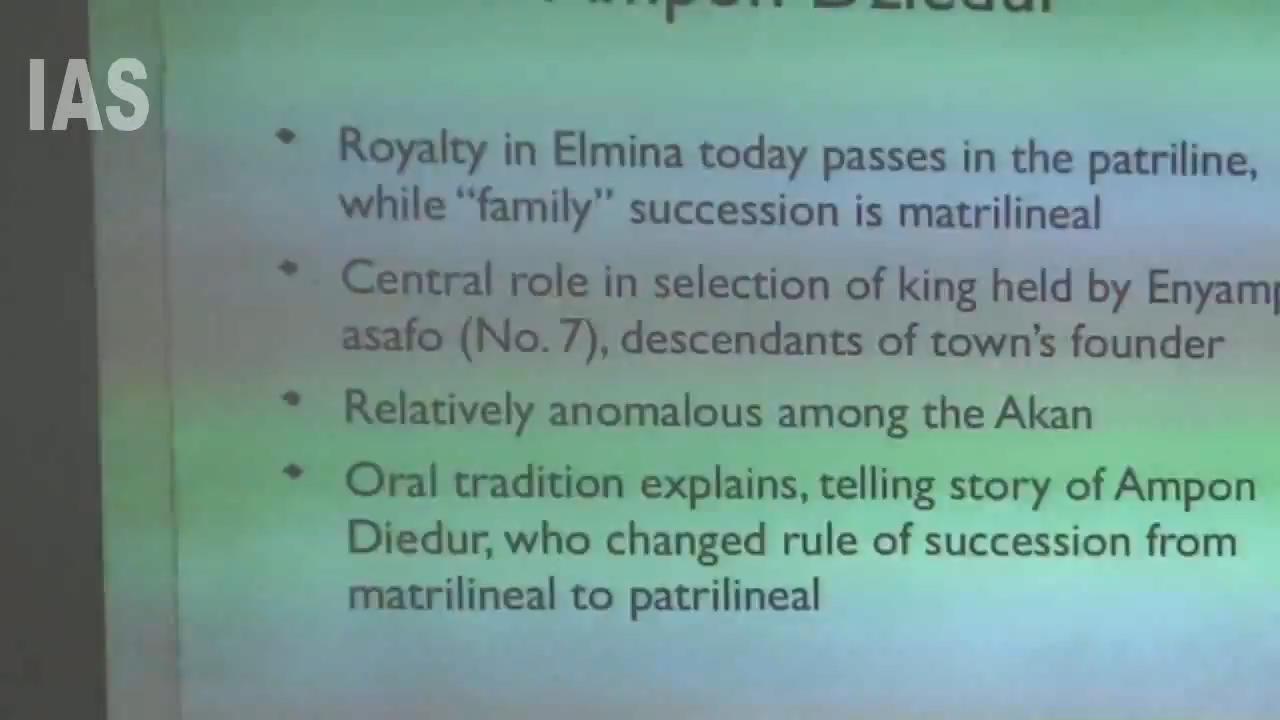 IAS
Royalty in Elmina today passes in the patriline,
while “family” succession is matrilineal
Central role in selection of king held by
asafo (No. 7), descendants of town’s founder
Relatively anomalous among the Akan
Oral tradition explains, telling story of Ampon
Diedur, who changed rule of succession from
matrilineal to patrilineal